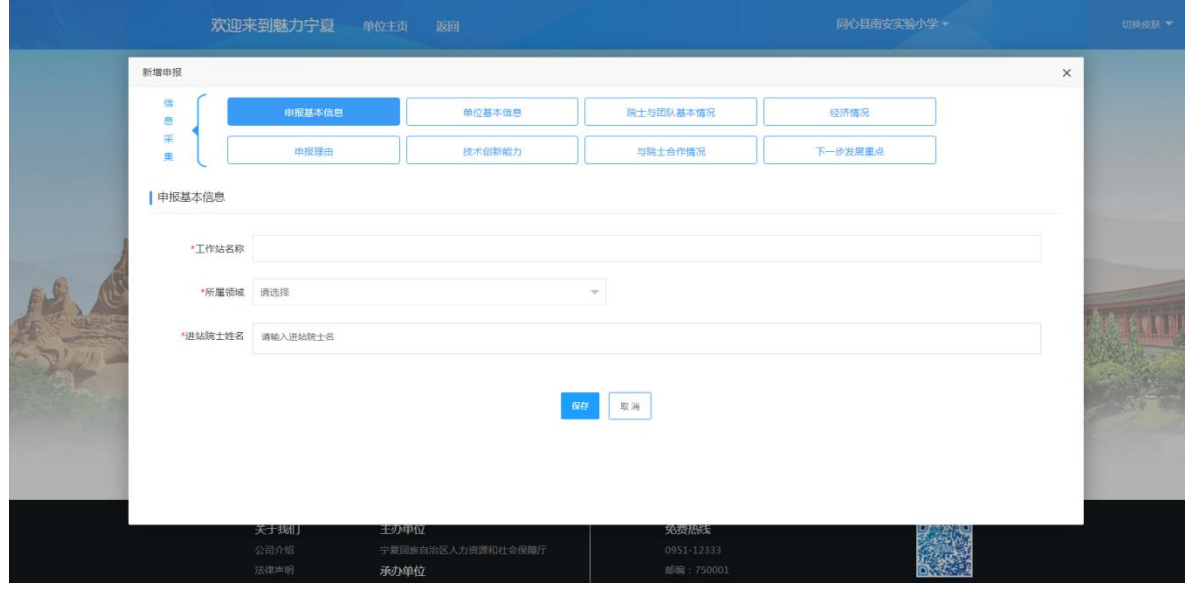 欢迎来到魅力宁夏 单位主页 返回 同心县南安实验小学 切换皮肤
新增申报 ×
信息采集
申报基本信息 单位基本信息 院士与团队基本情况 经济情况
申报理由 技术创新能力 与院士合作情况 下一步发展重点
申报基本信息
*工作站名称
*所属领域 请选择
*进站院士姓名 请输入进站院士名
保存 取消
关于我们 主办单位 免费热线
公司介绍 宁夏回族自治区人力资源和社会保障厅 0951-12333
法律声明 承办单位 邮编：750001